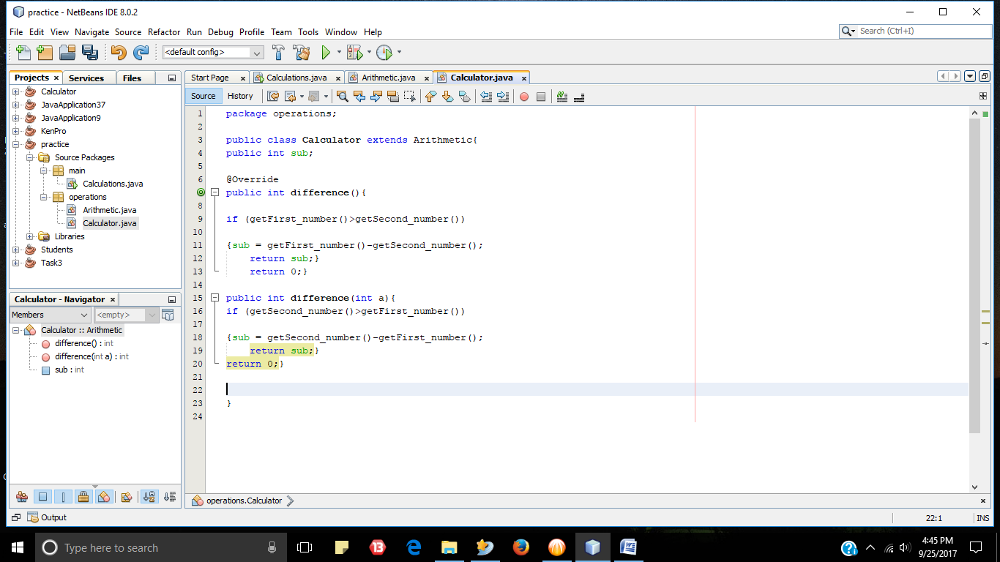 practice - NetBeans IDE 8.0.2
File Edit View Navigate Source Refactor Run Debug Profile Team Tools Window Help
Search (Ctrl+I)
<default config>
Projects Services Files
Calculator
JavaApplication37
JavaApplication9
KenPro
practice
Source Packages
main
Calculations.java
operations
Arithmetic.java
Calculator.java
Libraries
Students
Task3
Calculator - Navigator
Members <empty>
Calculator :: Arithmetic
difference() : int
difference(int a) : int
sub : int
Start Page Calculations.java Arithmetic.java Calculator.java
Source History
1 package operations;
2
3 public class Calculator extends Arithmetic{
4 public int sub;
5
6 @Override
7 public int difference(){
8
9 if (getFirst_number()>getSecond_number())
10
11 {sub = getFirst_number()-getSecond_number();
12 return sub;}
13 return 0;}
14
15 public int difference(int a){
16 if (getSecond_number()>getFirst_number())
17
18 {sub = getSecond_number()-getFirst_number();
19 return sub;}
20 return 0;}
21
22
23 }
24
operations.Calculator
Output
22:1 INS
Type here to search
13
4:45 PM
9/25/2017